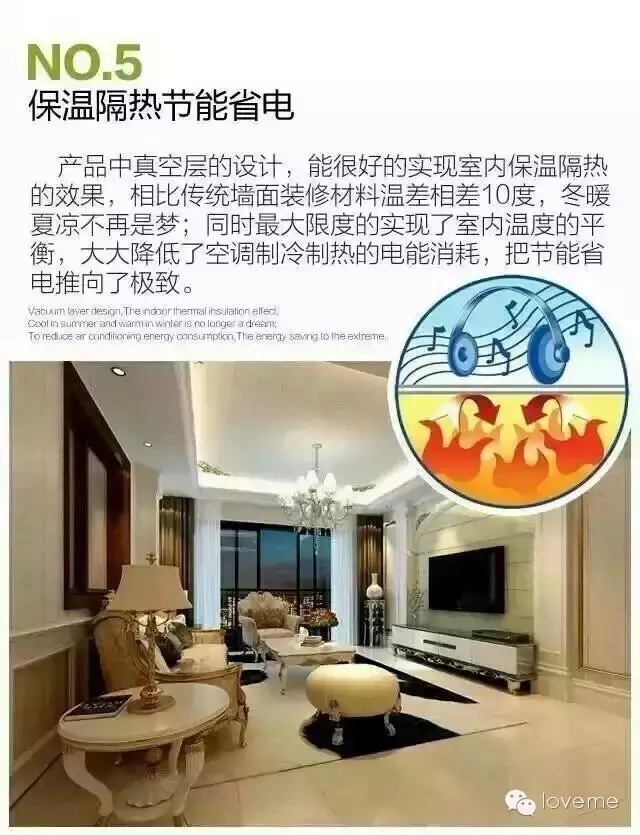 NO.5
保温隔热节能省电
产品中真空层的设计，能很好的实现室内保温隔热
的效果，相比传统墙面装修材料温差相差10度，冬暖
夏凉不再是梦；同时最大限度的实现了室内温度的平
衡，大大降低了空调制冷制热的电能消耗，把节能省
电推向了极致。
Vacuum layer design,The indoor thermal insulation effect,
Cool in summer and warm in winter is no longer a dream;
To reduce air conditioning energy consumption,The energy saving to the extreme.
loveme